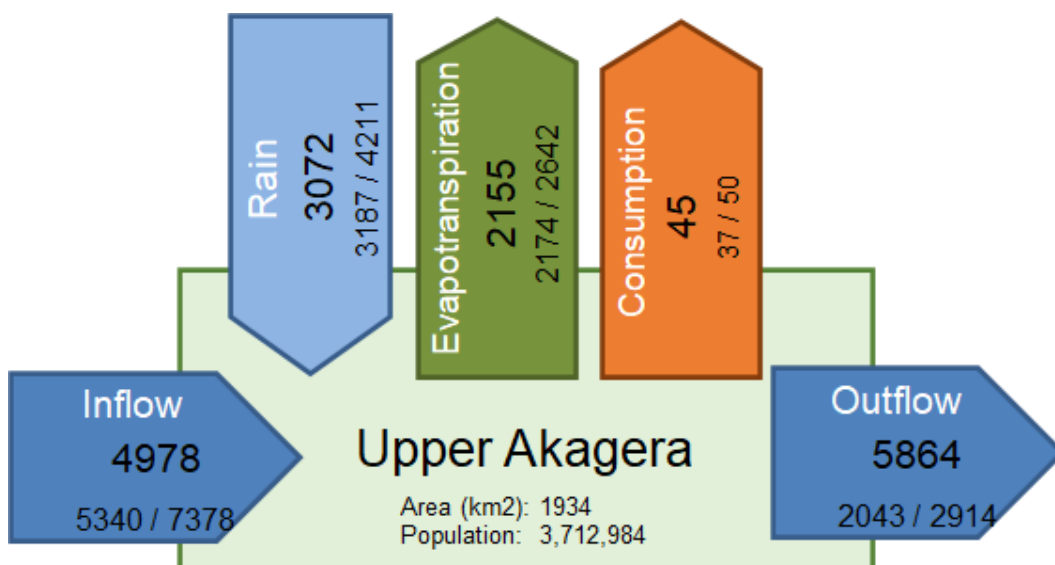 Rain
3072
3187 / 4211
Evapotranspiration
2155
2174 / 2642
Consumption
45
37 / 50
Inflow
4978
5340 / 7378
Upper Akagera
Area (km2): 1934
Population: 3,712,984
Outflow
5864
2043 / 2914